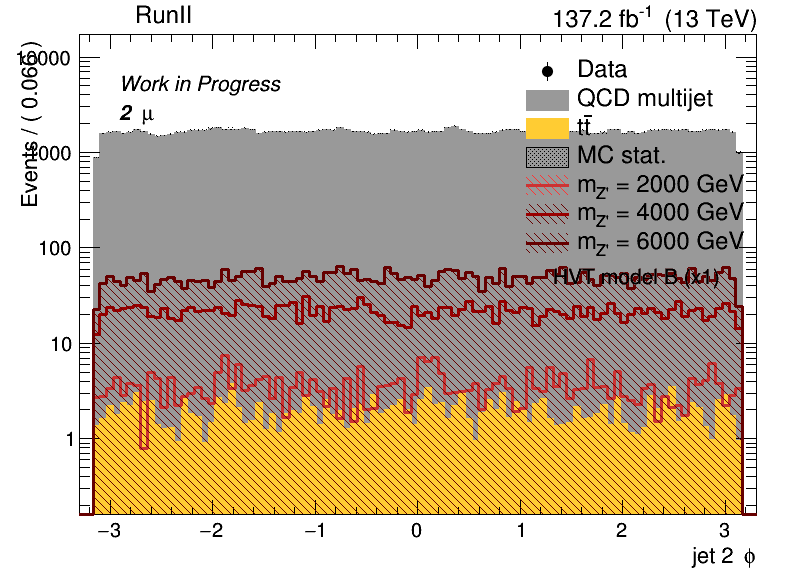 RunII
137.2 fb⁻¹ (13 TeV)
Work in Progress
2 μ
Data
QCD multijet
tt̄
MC stat.
m_Z' = 2000 GeV
m_Z' = 4000 GeV
m_Z' = 6000 GeV
HVT model B (x1)
Events / ( 0.066 )
10000
1000
100
10
1
−3
−2
−1
0
1
2
3
jet 2 ϕ